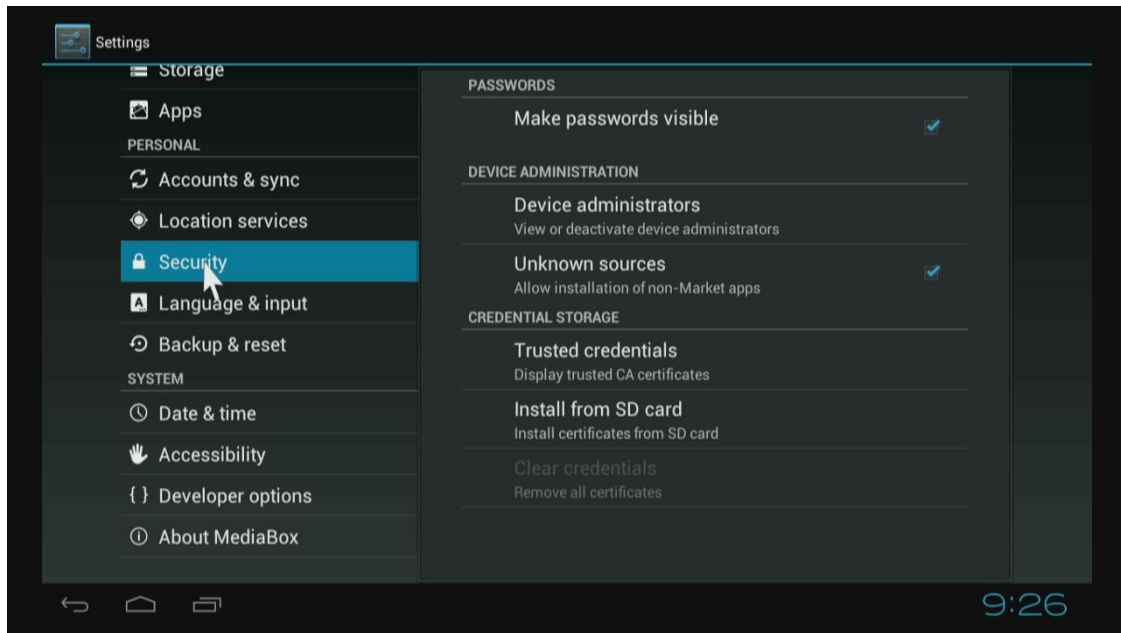 Settings
Storage
Apps
PERSONAL
Accounts & sync
Location services
Security
Language & input
Backup & reset
SYSTEM
Date & time
Accessibility
{ } Developer options
About MediaBox
PASSWORDS
Make passwords visible
DEVICE ADMINISTRATION
Device administrators
View or deactivate device administrators
Unknown sources
Allow installation of non-Market apps
CREDENTIAL STORAGE
Trusted credentials
Display trusted CA certificates
Install from SD card
Install certificates from SD card
Clear credentials
Remove all certificates
9:26